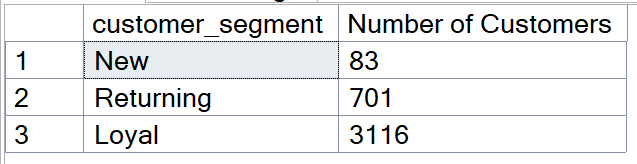 customer_segment Number of Customers
1 New 83
2 Returning 701
3 Loyal 3116